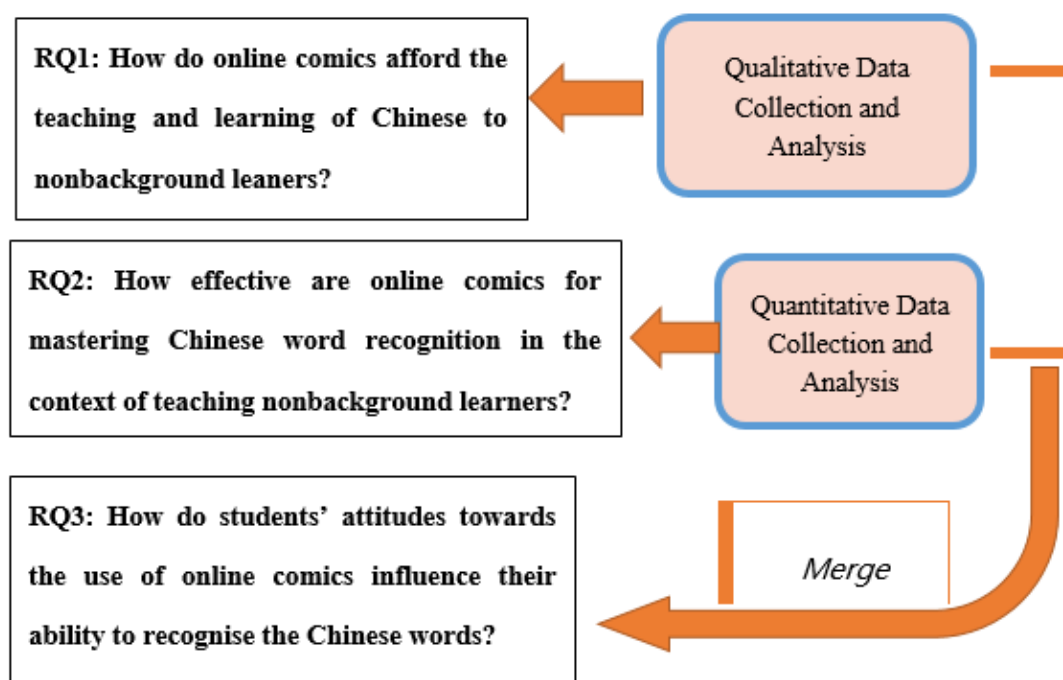 RQ1: How do online comics afford the
teaching and learning of Chinese to
nonbackground leaners?
Qualitative Data
Collection and
Analysis
RQ2: How effective are online comics for
mastering Chinese word recognition in the
context of teaching nonbackground learners?
Quantitative Data
Collection and
Analysis
RQ3: How do students’ attitudes towards
the use of online comics influence their
ability to recognise the Chinese words?
Merge